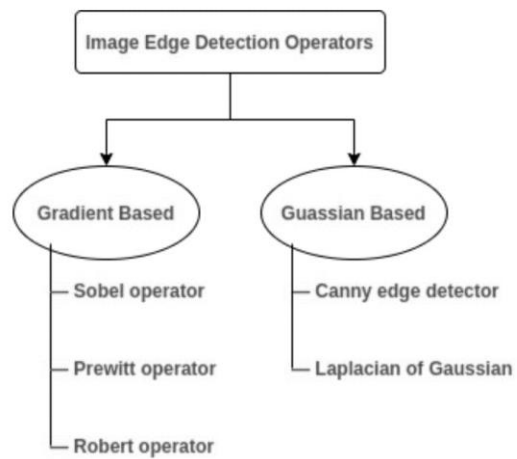 Image Edge Detection Operators
Gradient Based
Sobel operator
Prewitt operator
Robert operator
Guassian Based
Canny edge detector
Laplacian of Gaussian